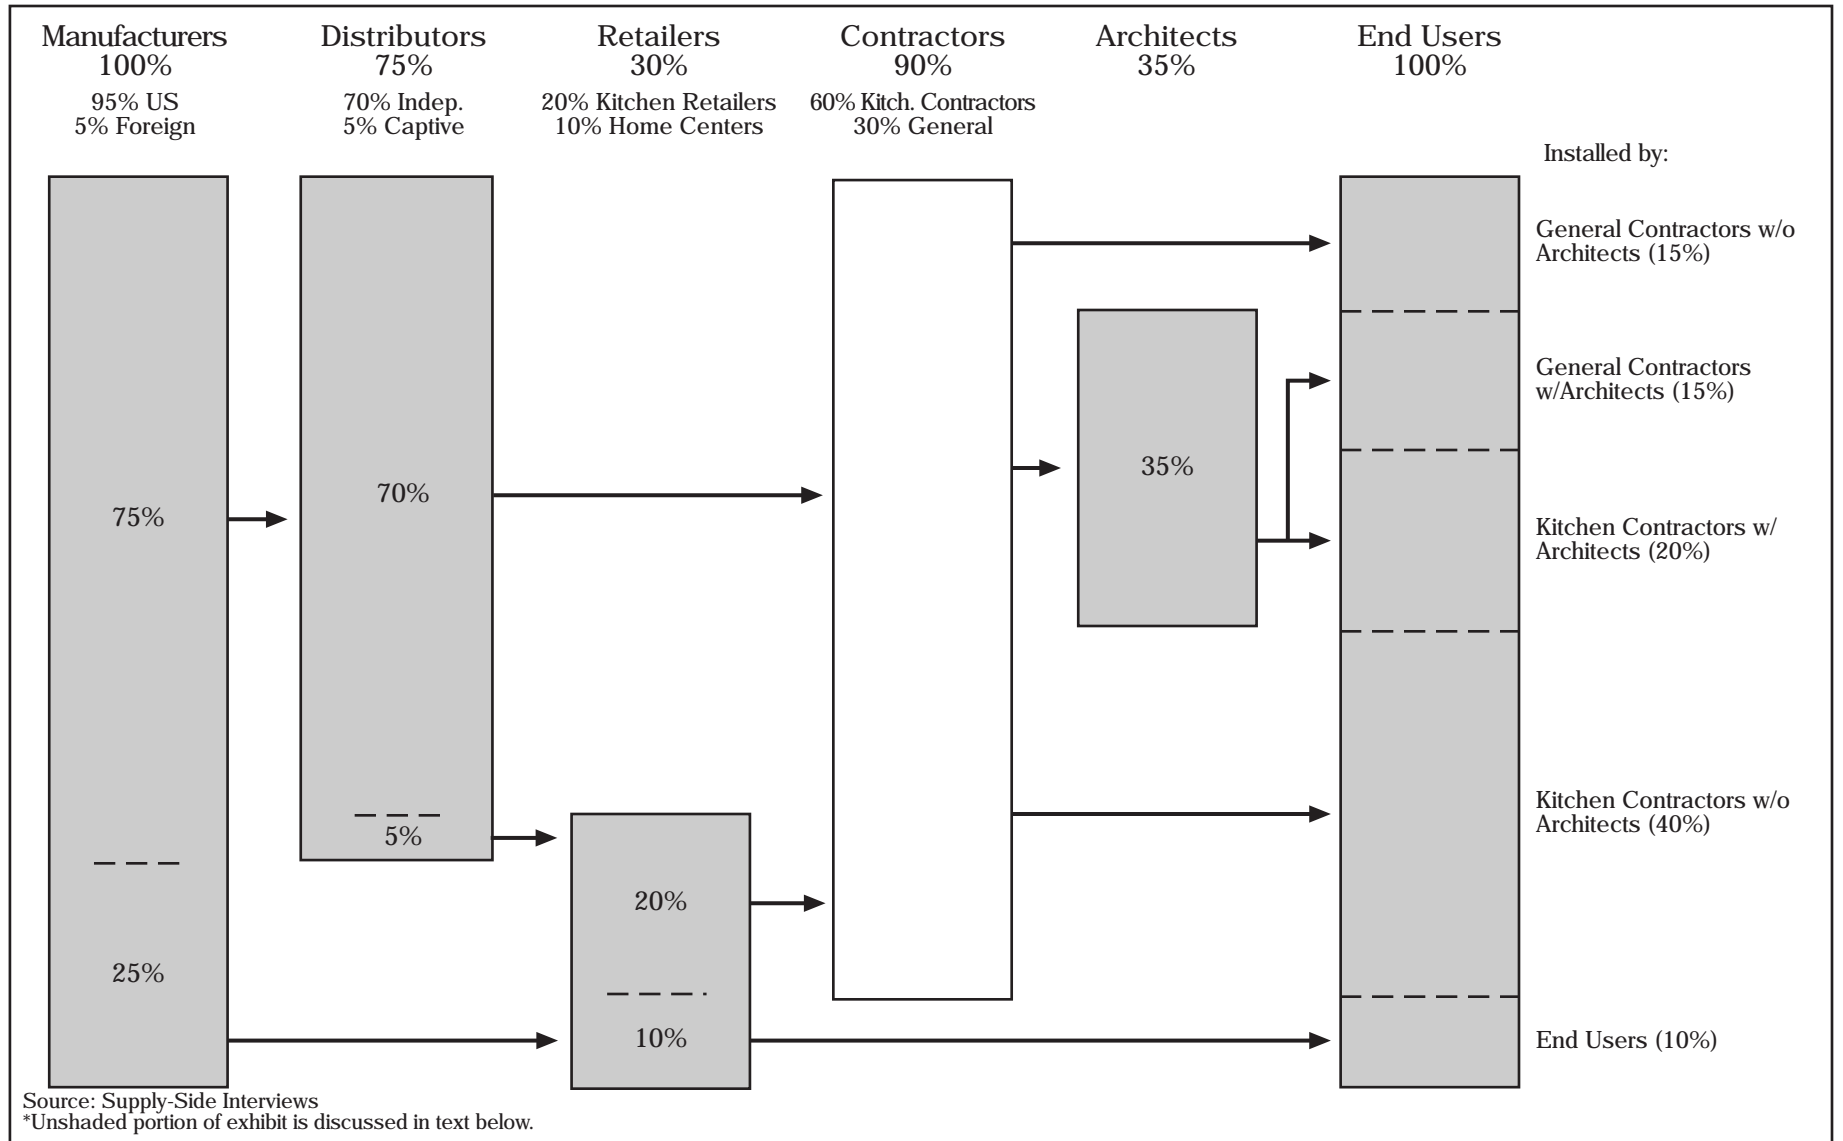 Manufacturers
100%
95% US
5% Foreign
Distributors
75%
70% Indep.
5% Captive
Retailers
30%
20% Kitchen Retailers
10% Home Centers
Contractors
90%
60% Kitch. Contractors
30% General
Architects
35%
End Users
100%
Installed by:
75%
25%
70%
5%
20%
10%
35%
General Contractors w/o
Architects (15%)
General Contractors
w/Architects (15%)
Kitchen Contractors w/
Architects (20%)
Kitchen Contractors w/o
Architects (40%)
End Users (10%)
Source: Supply-Side Interviews
*Unshaded portion of exhibit is discussed in text below.